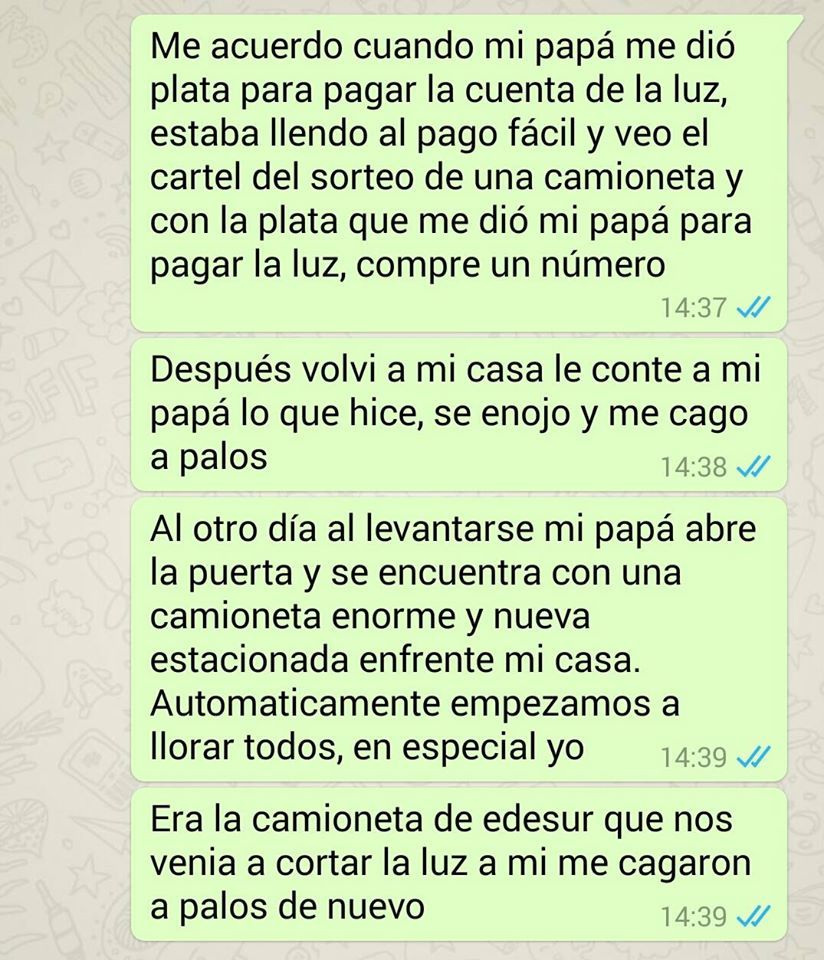 Me acuerdo cuando mi papá me dió
plata para pagar la cuenta de la luz,
estaba llendo al pago fácil y veo el
cartel del sorteo de una camioneta y
con la plata que me dió mi papá para
pagar la luz, compre un número
14:37
Después volvi a mi casa le conte a mi
papá lo que hice, se enojo y me cago
a palos
14:38
Al otro día al levantarse mi papá abre
la puerta y se encuentra con una
camioneta enorme y nueva
estacionada enfrente mi casa.
Automaticamente empezamos a
llorar todos, en especial yo
14:39
Era la camioneta de edesur que nos
venia a cortar la luz a mi me cagaron
a palos de nuevo
14:39